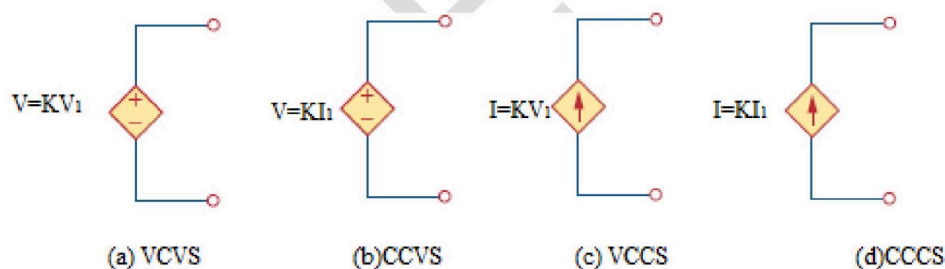 V=KV₁ V=KI₁ I=KV₁ I=KI₁
(a) VCVS (b)CCVS (c) VCCS (d)CCCS